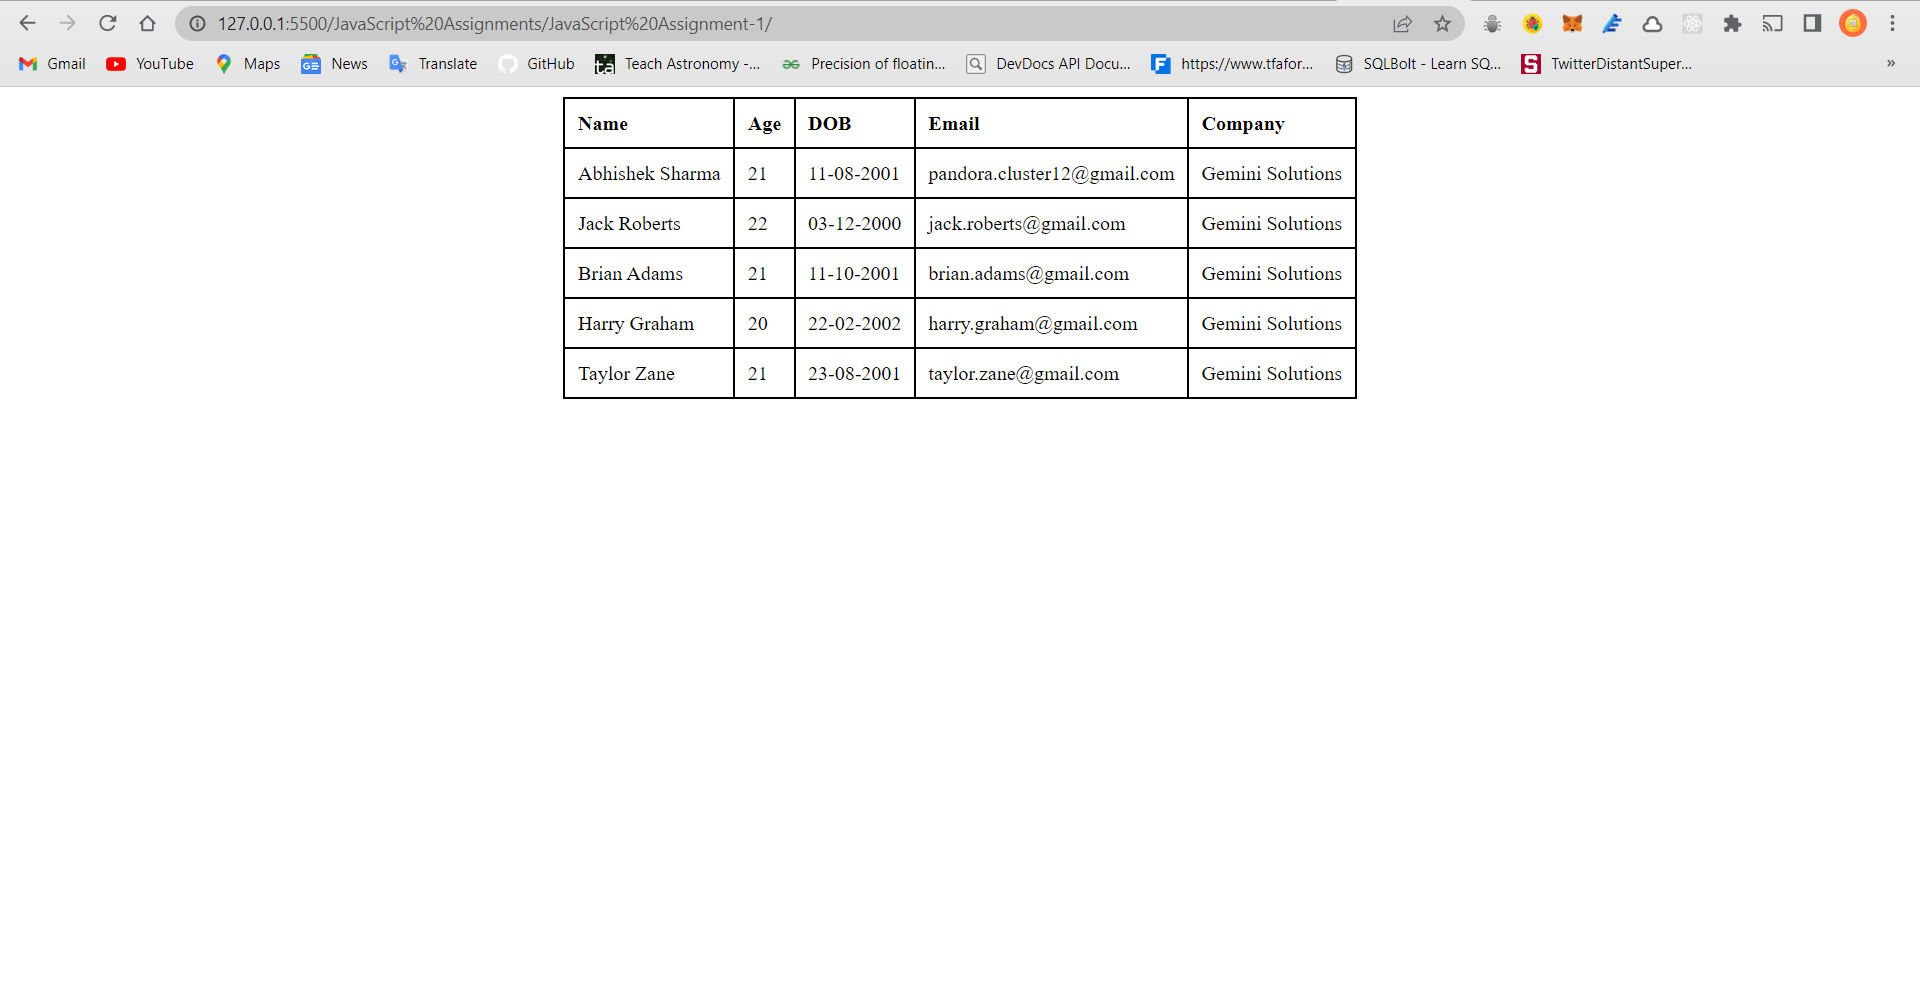 127.0.0.1:5500/JavaScript%20Assignments/JavaScript%20Assignment-1/
Gmail YouTube Maps News Translate GitHub ta Teach Astronomy -... Precision of floatin... DevDocs API Docu... https://www.tfafor... SQLBolt - Learn SQ... S TwitterDistantSuper... »
Name Age DOB Email Company
Abhishek Sharma 21 11-08-2001 pandora.cluster12@gmail.com Gemini Solutions
Jack Roberts 22 03-12-2000 jack.roberts@gmail.com Gemini Solutions
Brian Adams 21 11-10-2001 brian.adams@gmail.com Gemini Solutions
Harry Graham 20 22-02-2002 harry.graham@gmail.com Gemini Solutions
Taylor Zane 21 23-08-2001 taylor.zane@gmail.com Gemini Solutions